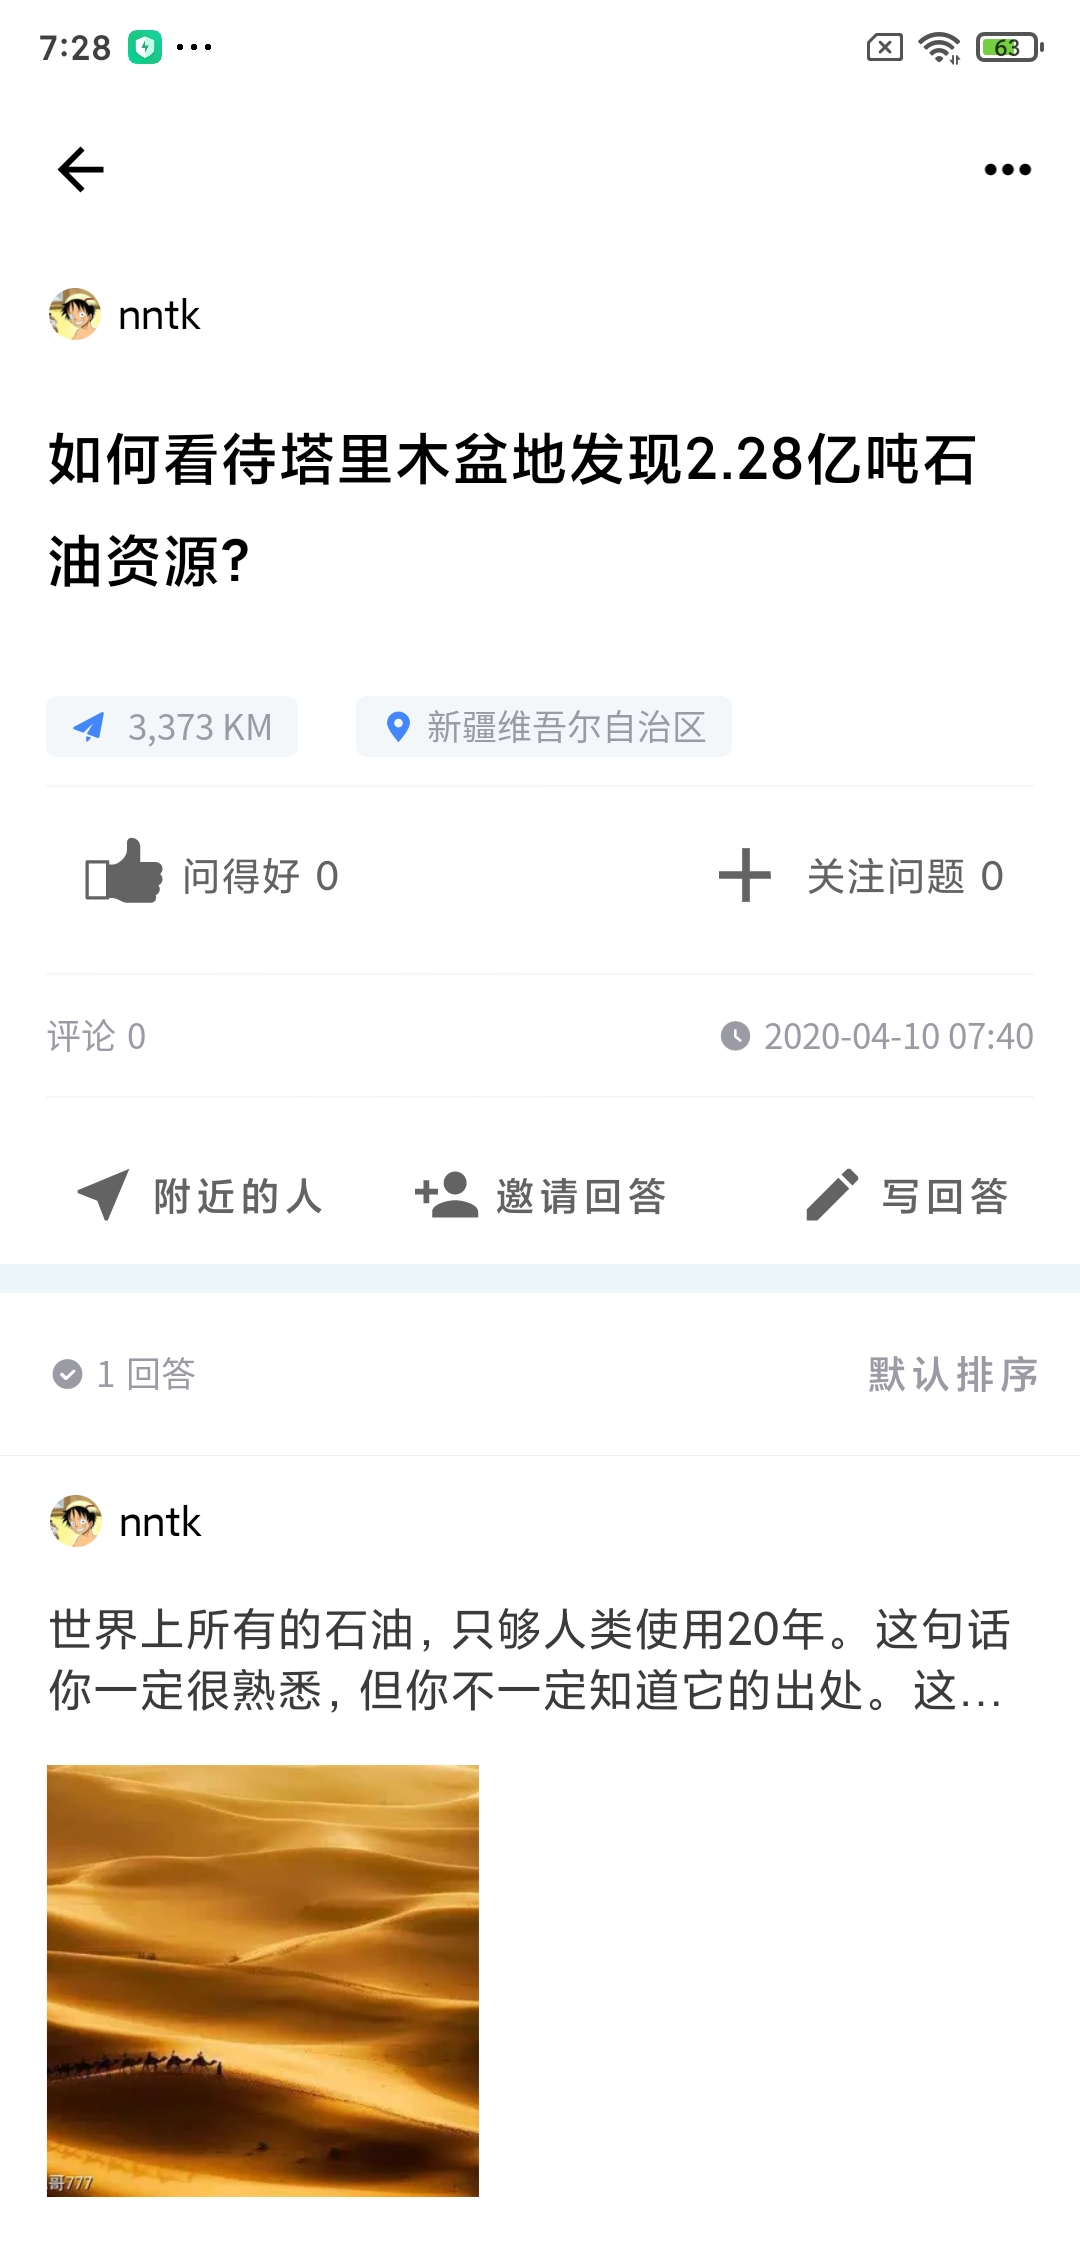 7:28
63
nntk
如何看待塔里木盆地发现2.28亿吨石
油资源?
3,373 KM
新疆维吾尔自治区
问得好 0
关注问题 0
评论 0
2020-04-10 07:40
附近的人
邀请回答
写回答
1 回答
默认排序
nntk
世界上所有的石油, 只够人类使用20年。这句话
你一定很熟悉, 但你不一定知道它的出处。这...
哥777